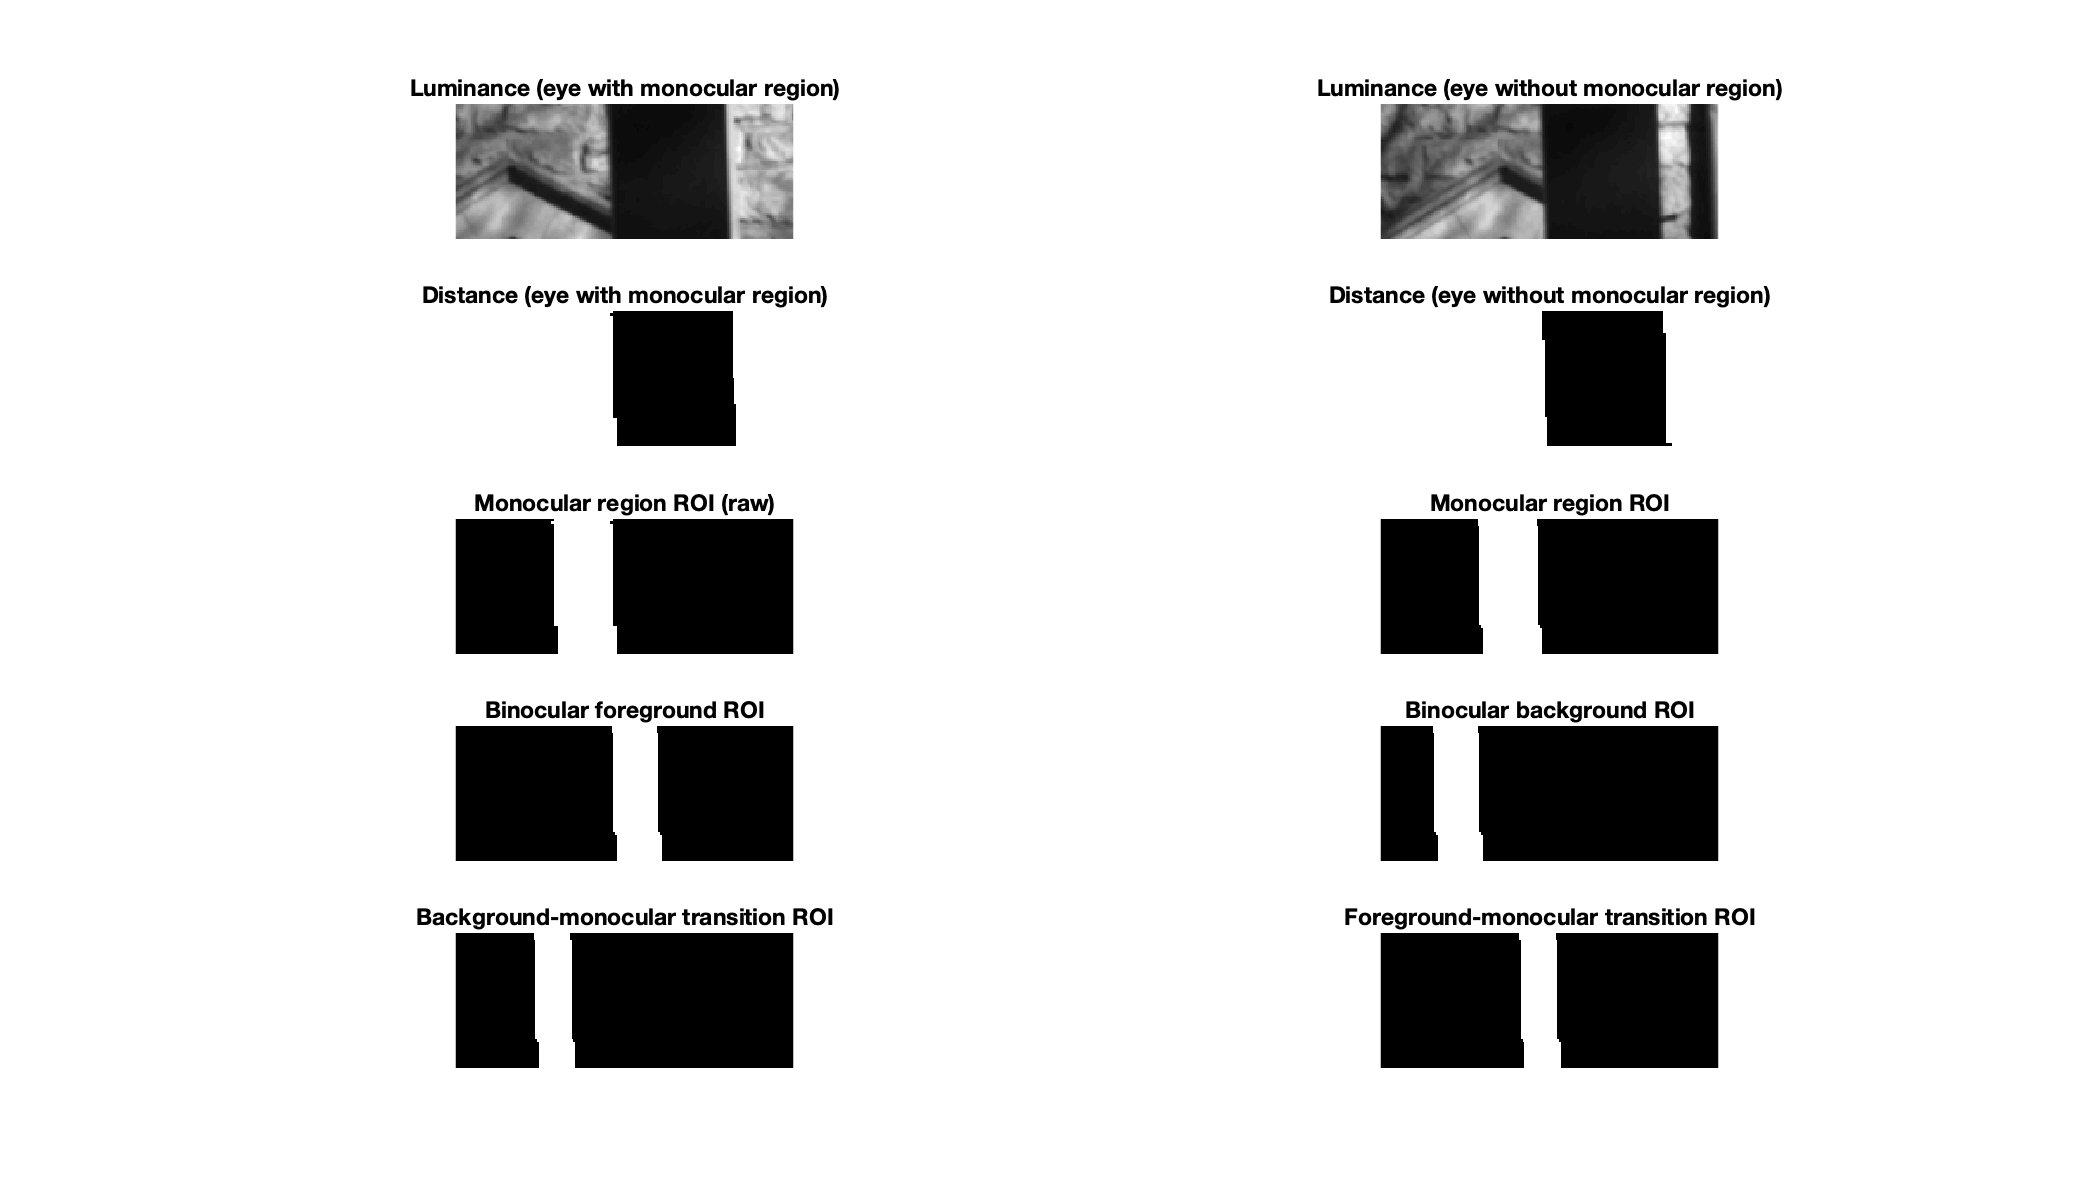 Luminance (eye with monocular region)
Luminance (eye without monocular region)
Distance (eye with monocular region)
Distance (eye without monocular region)
Monocular region ROI (raw)
Monocular region ROI
Binocular foreground ROI
Binocular background ROI
Background-monocular transition ROI
Foreground-monocular transition ROI